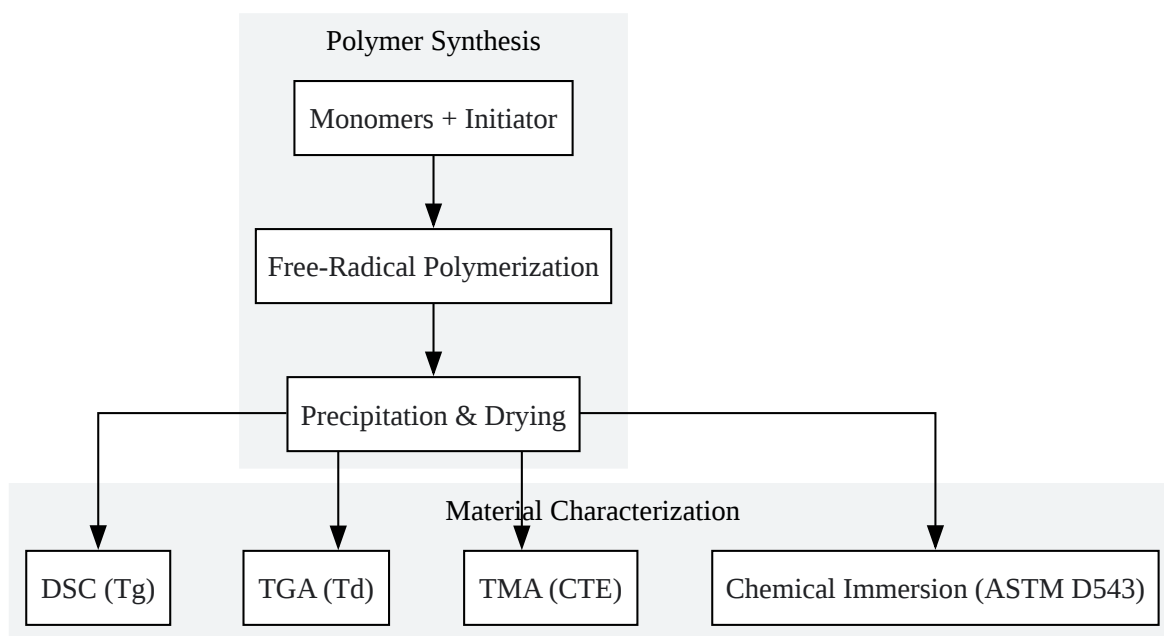 Polymer Synthesis
Monomers + Initiator
Free-Radical Polymerization
Precipitation & Drying
Material Characterization
DSC (Tg)
TGA (Td)
TMA (CTE)
Chemical Immersion (ASTM D543)